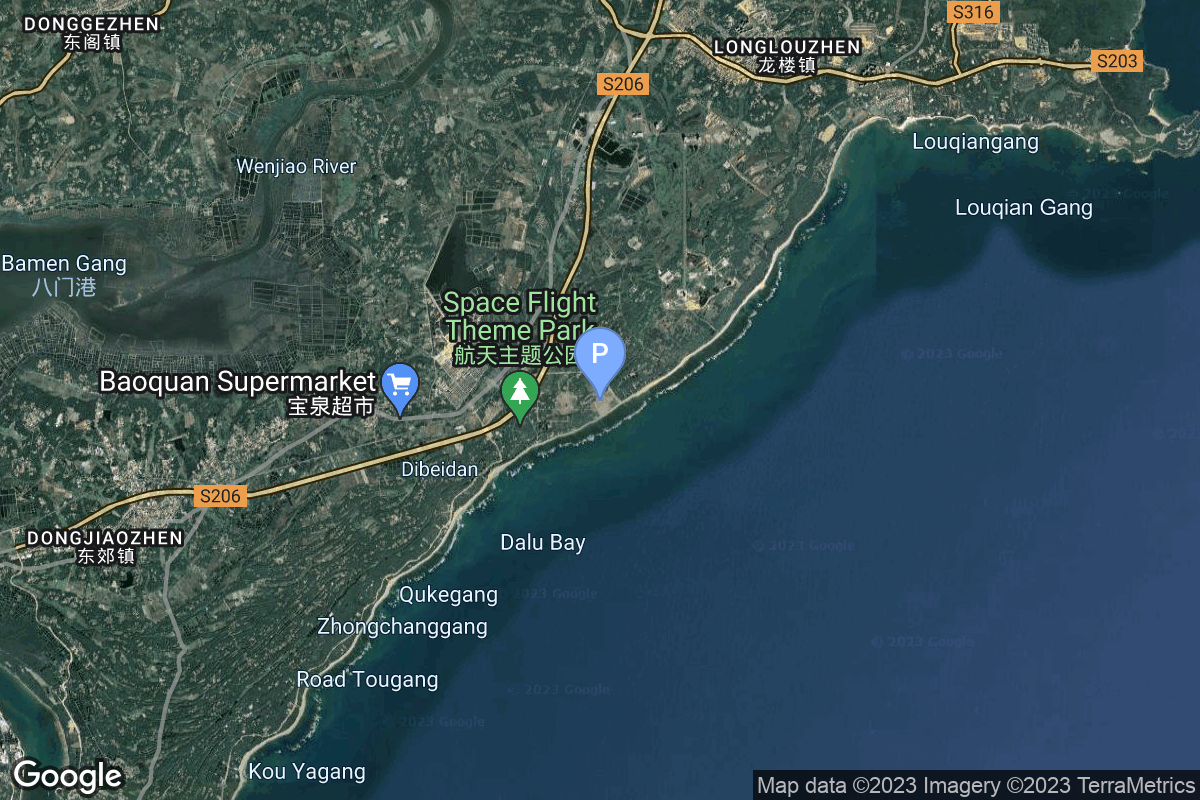 DONGGEZHEN
东阁镇
S316
LONGLOUZHEN
龙楼镇
S203
S206
Louqiangang
Wenjiao River
© 2023 Google
Louqian Gang
Bamen Gang
八门港
Space Flight
Theme Park
航天主题公园
P
© 2023 Google
Baoquan Supermarket
宝泉超市
Dibeidan
S206
DONGJIAOZHEN
东郊镇
Dalu Bay
© 2023 Google
Qukegang
2023 Google
Zhongchanggang
© 2023 Google
Road Tougang
© 2023 Google
© 2023 Google
Google
Kou Yagang
Map data ©2023 Imagery ©2023 TerraMetrics